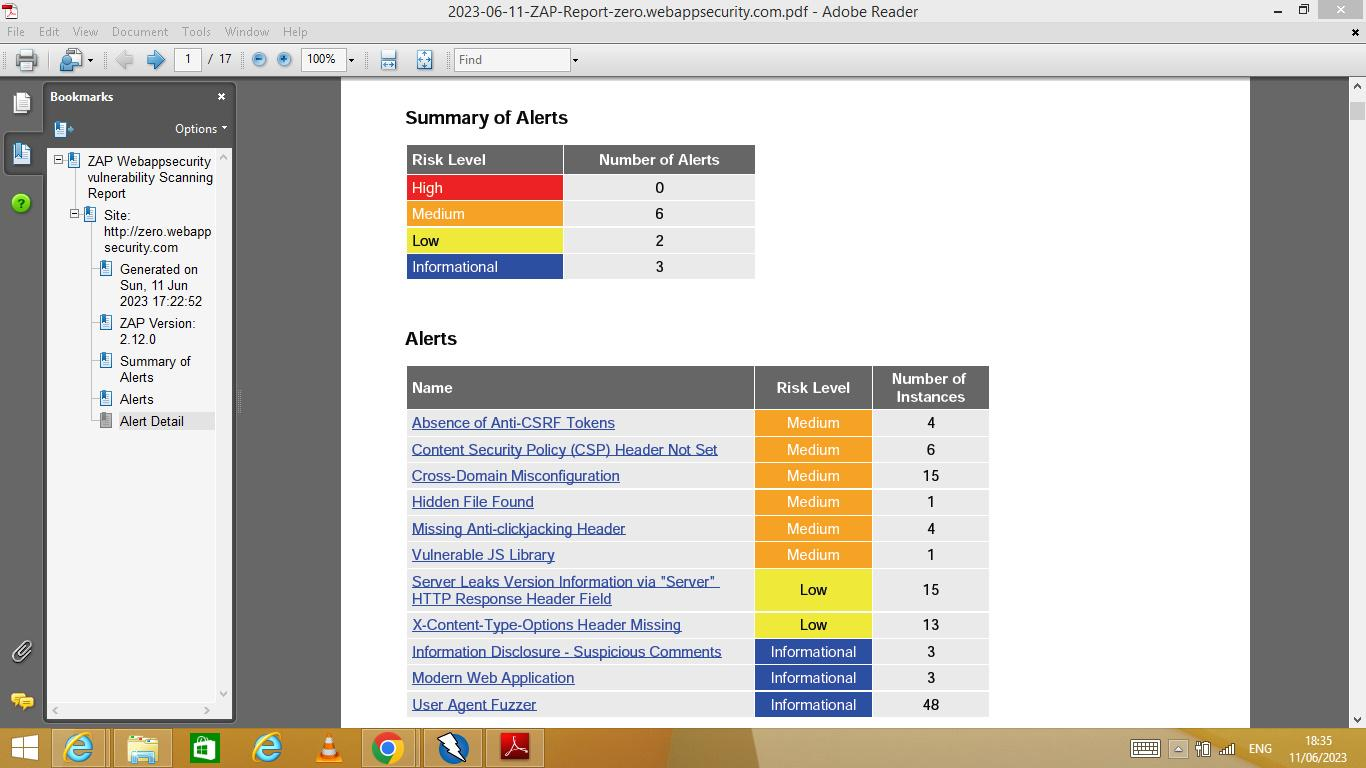 2023-06-11-ZAP-Report-zero.webappsecurity.com.pdf - Adobe Reader
File Edit View Document Tools Window Help
1 / 17 100% Find
Bookmarks
Options
ZAP Webappsecurity
vulnerability Scanning
Report
Site:
http://zero.webapp
security.com
Generated on
Sun, 11 Jun
2023 17:22:52
ZAP Version:
2.12.0
Summary of
Alerts
Alerts
Alert Detail
Summary of Alerts
Risk Level Number of Alerts
High 0
Medium 6
Low 2
Informational 3
Alerts
Name Risk Level Number of
Instances
Absence of Anti-CSRF Tokens Medium 4
Content Security Policy (CSP) Header Not Set Medium 6
Cross-Domain Misconfiguration Medium 15
Hidden File Found Medium 1
Missing Anti-clickjacking Header Medium 4
Vulnerable JS Library Medium 1
Server Leaks Version Information via "Server"
HTTP Response Header Field Low 15
X-Content-Type-Options Header Missing Low 13
Information Disclosure - Suspicious Comments Informational 3
Modern Web Application Informational 3
User Agent Fuzzer Informational 48
ENG
18:35
11/06/2023